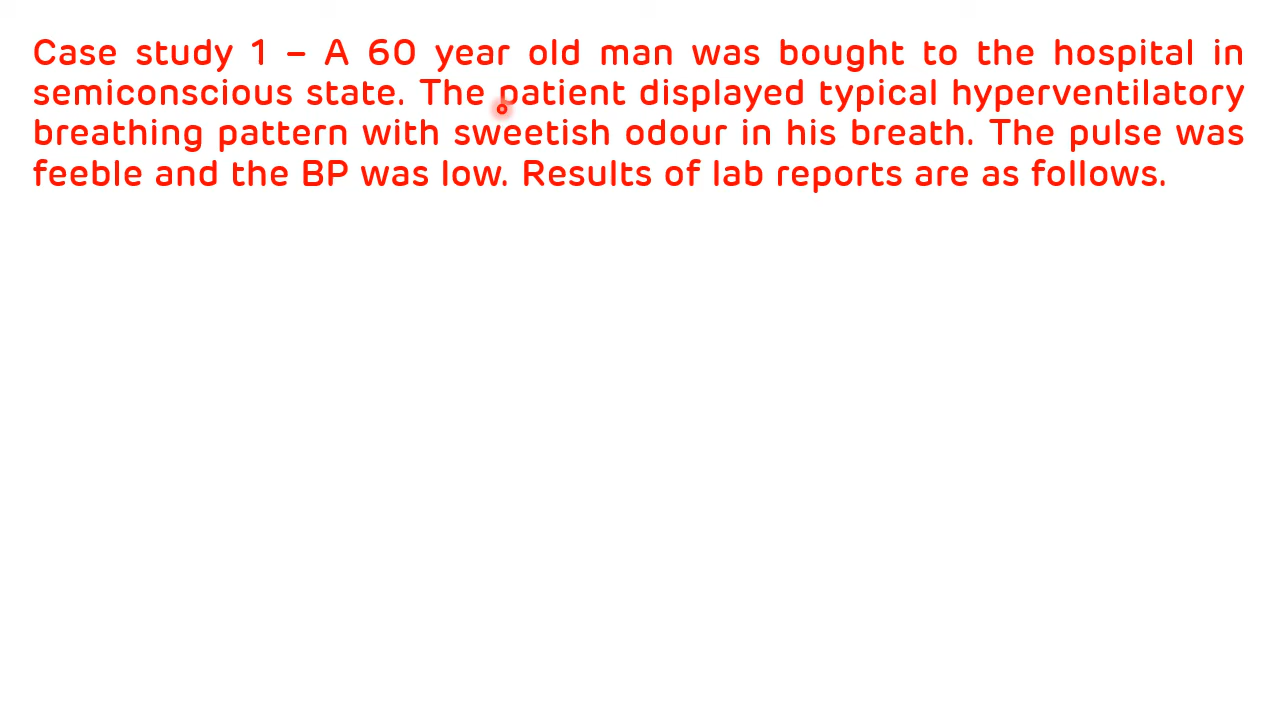 Case study 1 – A 60 year old man was bought to the hospital in
semiconscious state. The patient displayed typical hyperventilatory
breathing pattern with sweetish odour in his breath. The pulse was
feeble and the BP was low. Results of lab reports are as follows.